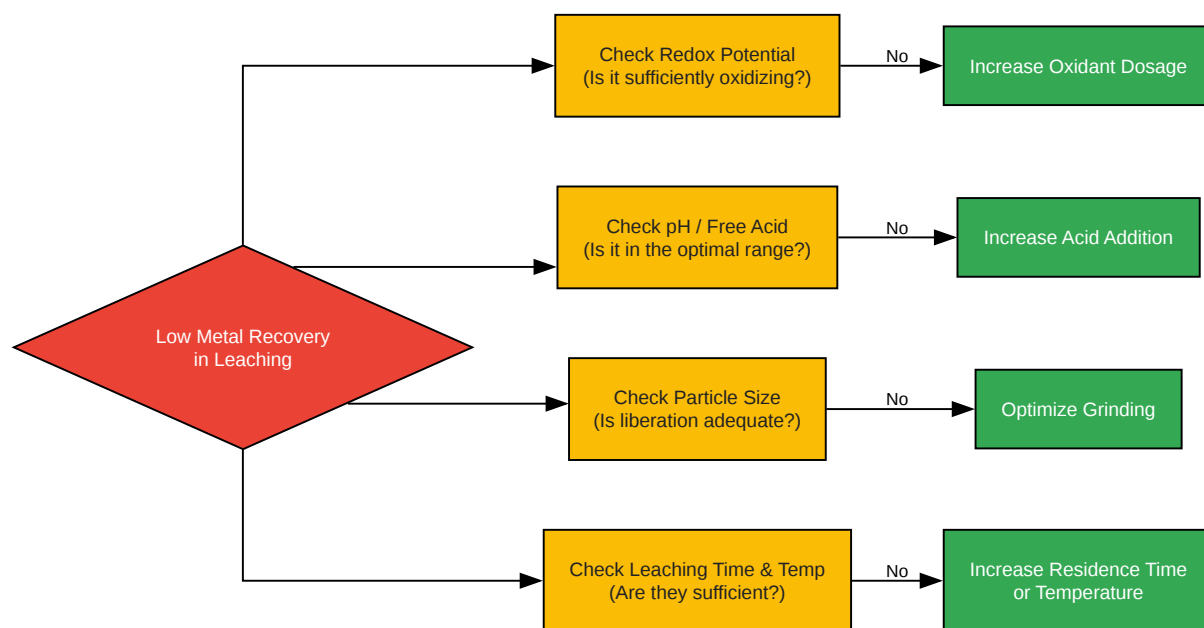 Check Redox Potential
(Is it sufficiently oxidizing?)
No
Increase Oxidant Dosage
Check pH / Free Acid
(Is it in the optimal range?)
No
Increase Acid Addition
Low Metal Recovery
in Leaching
Check Particle Size
(Is liberation adequate?)
No
Optimize Grinding
Check Leaching Time & Temp
(Are they sufficient?)
No
Increase Residence Time
or Temperature